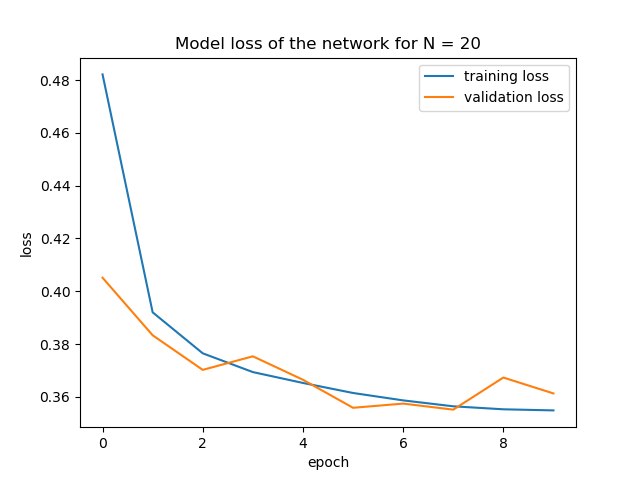 Model loss of the network for N = 20
training loss
validation loss
0.48
0.46
0.44
0.42
0.40
0.38
0.36
loss
0 2 4 6 8
epoch